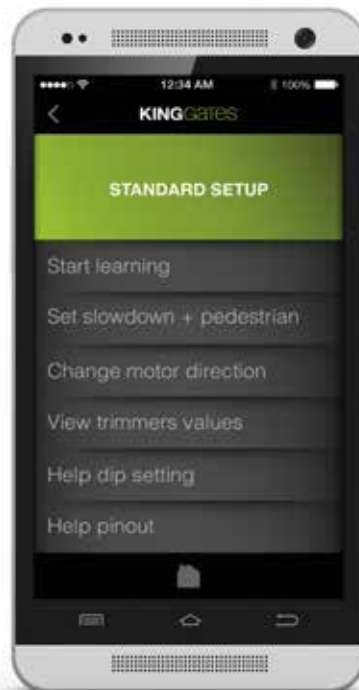 12:34 AM 100%
KINGGATES
STANDARD SETUP
Start learning
Set slowdown + pedestrian
Change motor direction
View trimmers values
Help dip setting
Help pinout